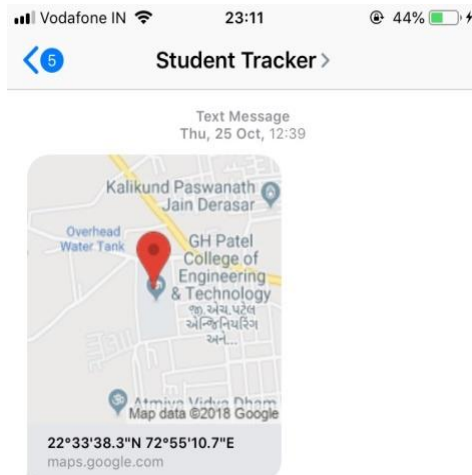 Vodafone IN 23:11 44%
5 Student Tracker
Text Message
Thu, 25 Oct, 12:39
Kalikund Paswanath
Jain Derasar
Overhead
Water Tank
GH Patel
College of
Engineering
& Technology
જી.એચ.પટેલ
એન્જિનિયરિંગ
અને...
Atmiya Vidya Dham
Map data ©2018 Google
22°33'38.3"N 72°55'10.7"E
maps.google.com